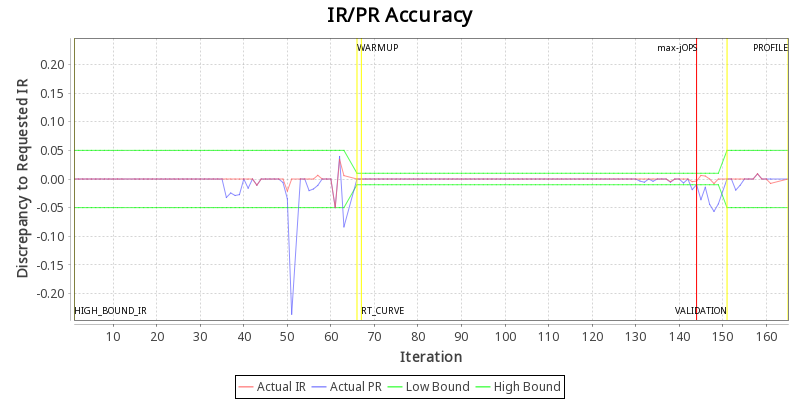 IR/PR Accuracy
WARMUP
max-jOPS
PROFILE
0.20
0.15
0.10
0.05
0.00
-0.05
-0.10
-0.15
-0.20
Discrepancy to Requested IR
HIGH_BOUND_IR
RT_CURVE
VALIDATION
10 20 30 40 50 60 70 80 90 100 110 120 130 140 150 160
Iteration
Actual IR Actual PR Low Bound High Bound